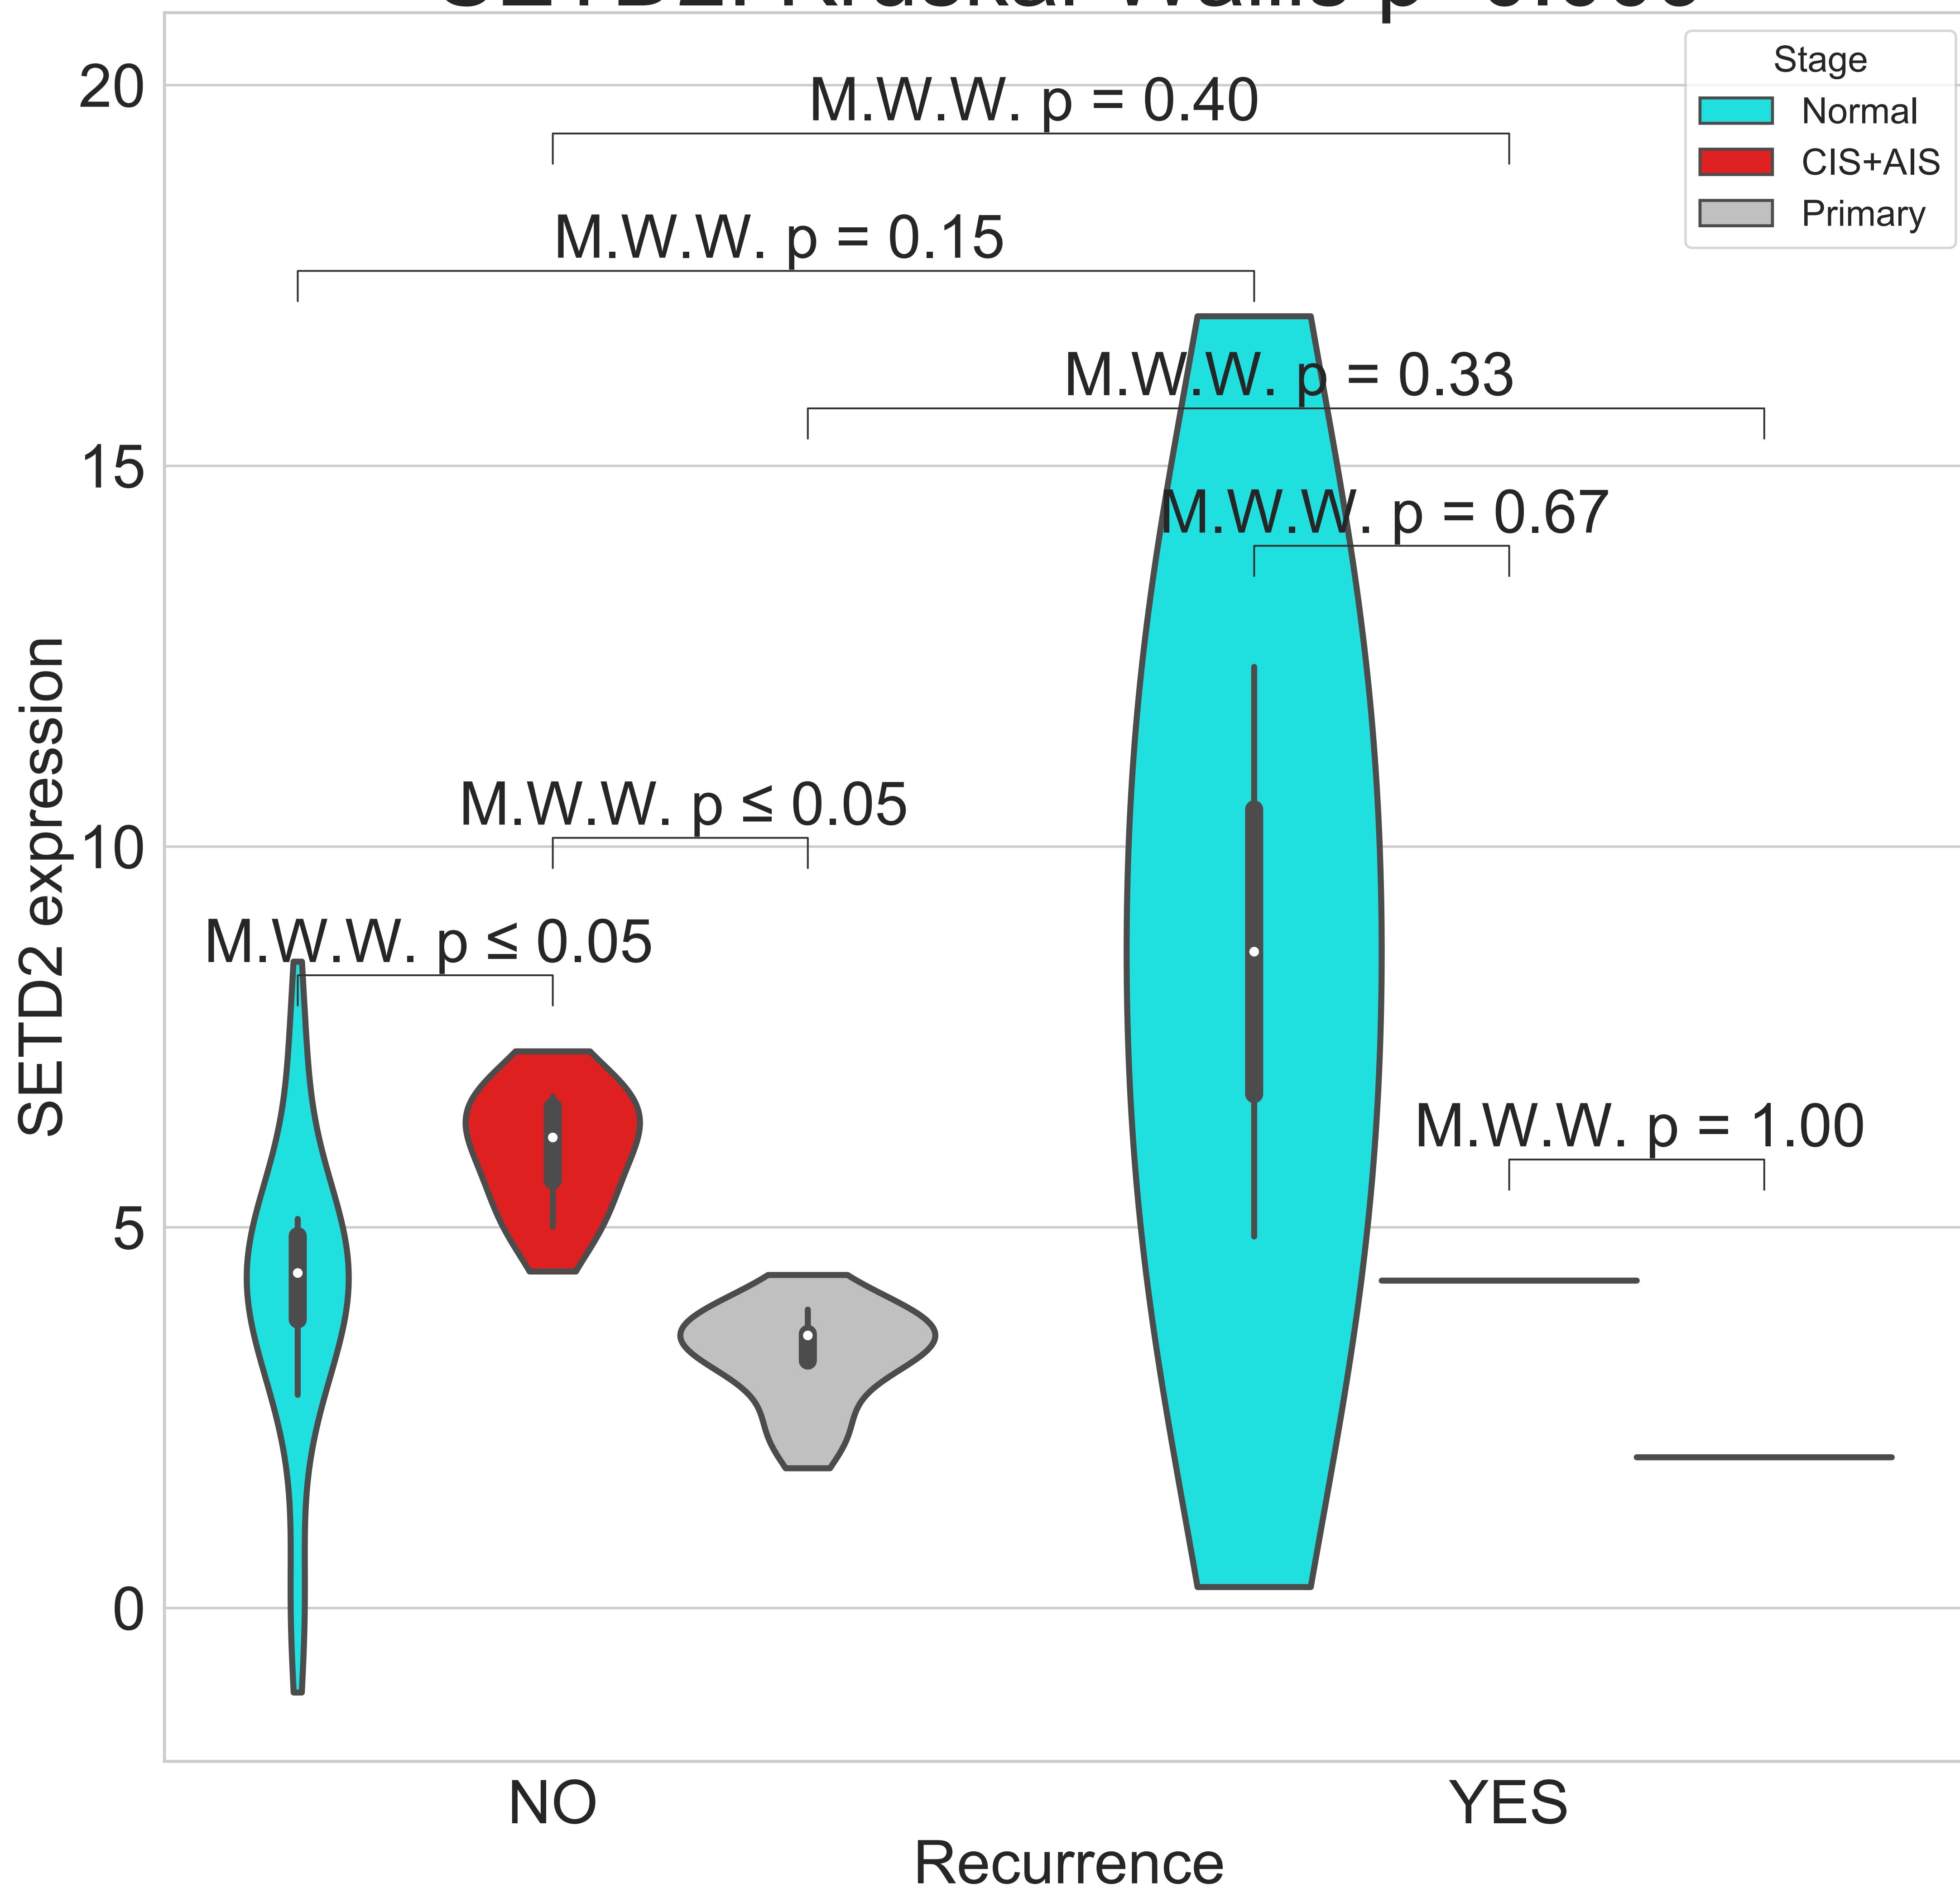 20
15
10
5
0
SETD2 expression
M.W.W. p = 0.40
M.W.W. p = 0.15
M.W.W. p = 0.33
M.W.W. p = 0.67
M.W.W. p ≤ 0.05
M.W.W. p ≤ 0.05
M.W.W. p = 1.00
Stage
Normal
CIS+AIS
Primary
NO
YES
Recurrence